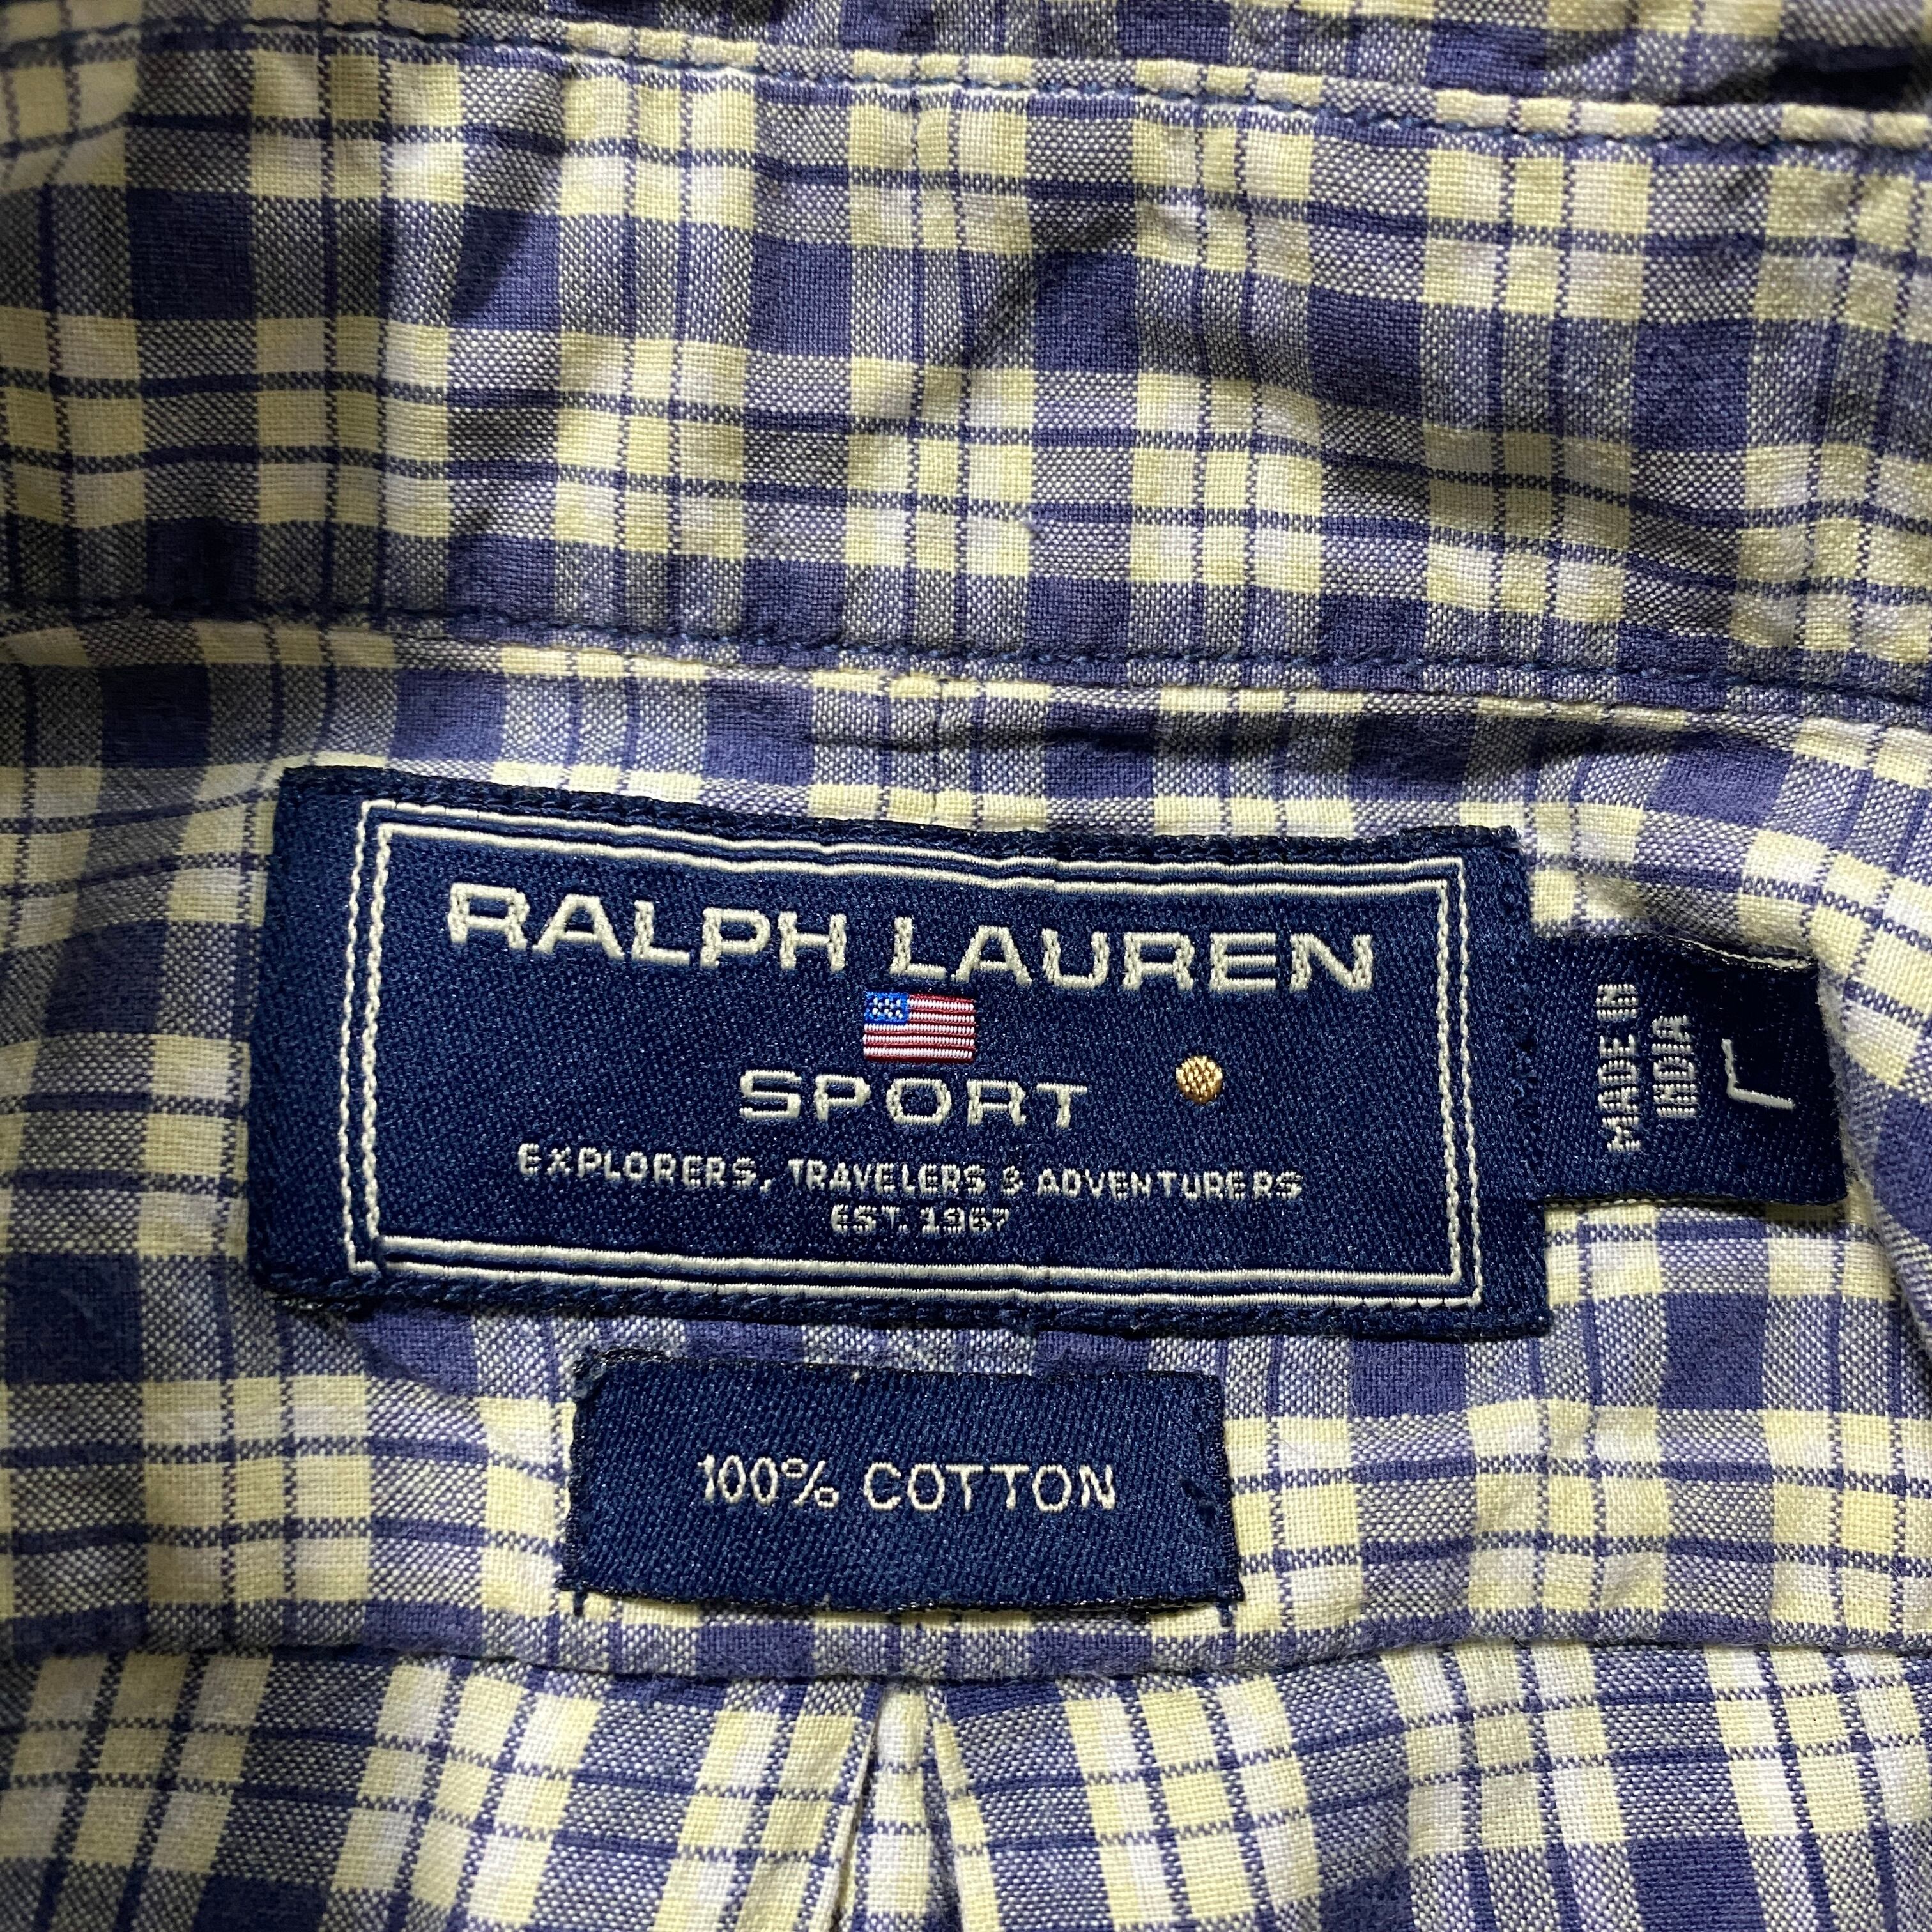 RALPH LAUREN
SPORT
EXPLORERS, TRAVELERS & ADVENTURERS
EST. 1967
MADE IN
INDIA
L
100% COTTON